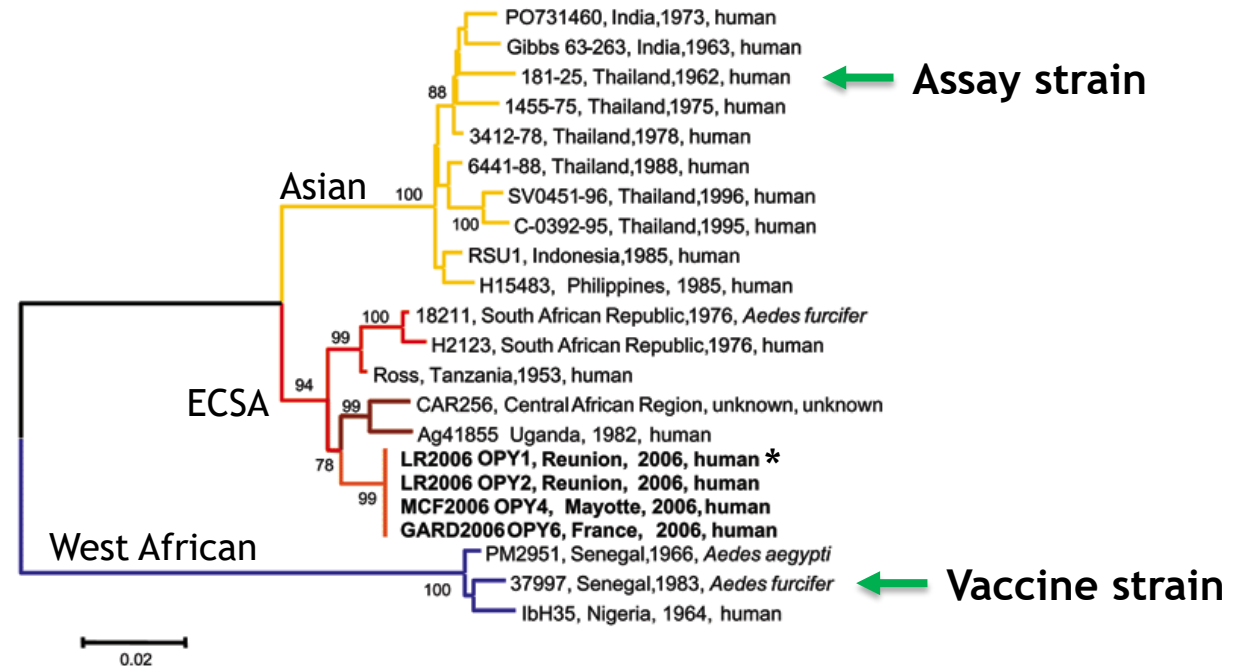 PO731460, India,1973, human
Gibbs 63-263, India,1963, human
181-25, Thailand,1962, human
Assay strain
88
1455-75, Thailand,1975, human
3412-78, Thailand,1978, human
6441-88, Thailand,1988, human
Asian
100
SV0451-96, Thailand,1996, human
100
C-0392-95, Thailand,1995, human
RSU1, Indonesia,1985, human
H15483, Philippines, 1985, human
100
18211, South African Republic,1976, Aedes furcifer
99
H2123, South African Republic,1976, human
Ross, Tanzania,1953, human
94
ECSA
99
CAR256, Central African Region, unknown, unknown
Ag41855 Uganda, 1982, human
78
LR2006 OPY1, Reunion, 2006, human *
LR2006 OPY2, Reunion, 2006, human
99
MCF2006 OPY4, Mayotte, 2006, human
GARD2006 OPY6, France, 2006, human
West African
PM2951, Senegal,1966, Aedes aegypti
100
37997, Senegal,1983, Aedes furcifer
Vaccine strain
IbH35, Nigeria, 1964, human
0.02